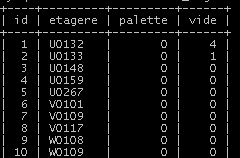 | id | etagere | palette | vide |
| 1 | U0132 | 0 | 4 |
| 2 | U0133 | 0 | 1 |
| 3 | U0148 | 0 | 0 |
| 4 | U0159 | 0 | 0 |
| 5 | U0267 | 0 | 0 |
| 6 | V0101 | 0 | 0 |
| 7 | V0109 | 0 | 0 |
| 8 | V0117 | 0 | 0 |
| 9 | W0108 | 0 | 0 |
| 10 | W0109 | 0 | 0 |